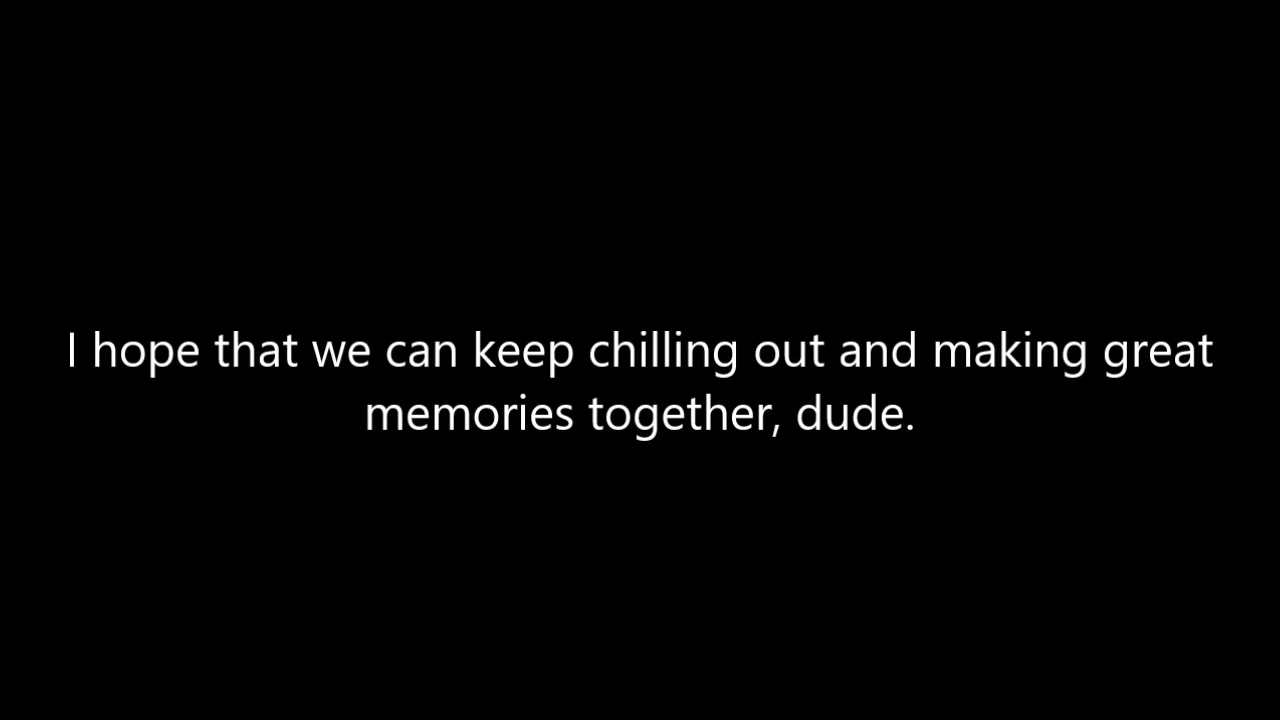 I hope that we can keep chilling out and making great
memories together, dude.